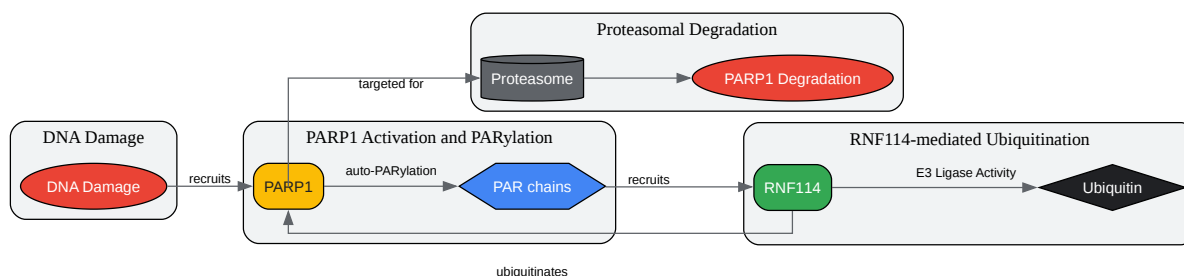 Proteasomal Degradation
Proteasome
PARP1 Degradation
targeted for
DNA Damage
PARP1 Activation and PARylation
RNF114-mediated Ubiquitination
DNA Damage
recruits
PARP1
auto-PARylation
PAR chains
recruits
RNF114
E3 Ligase Activity
Ubiquitin
ubiquitinates